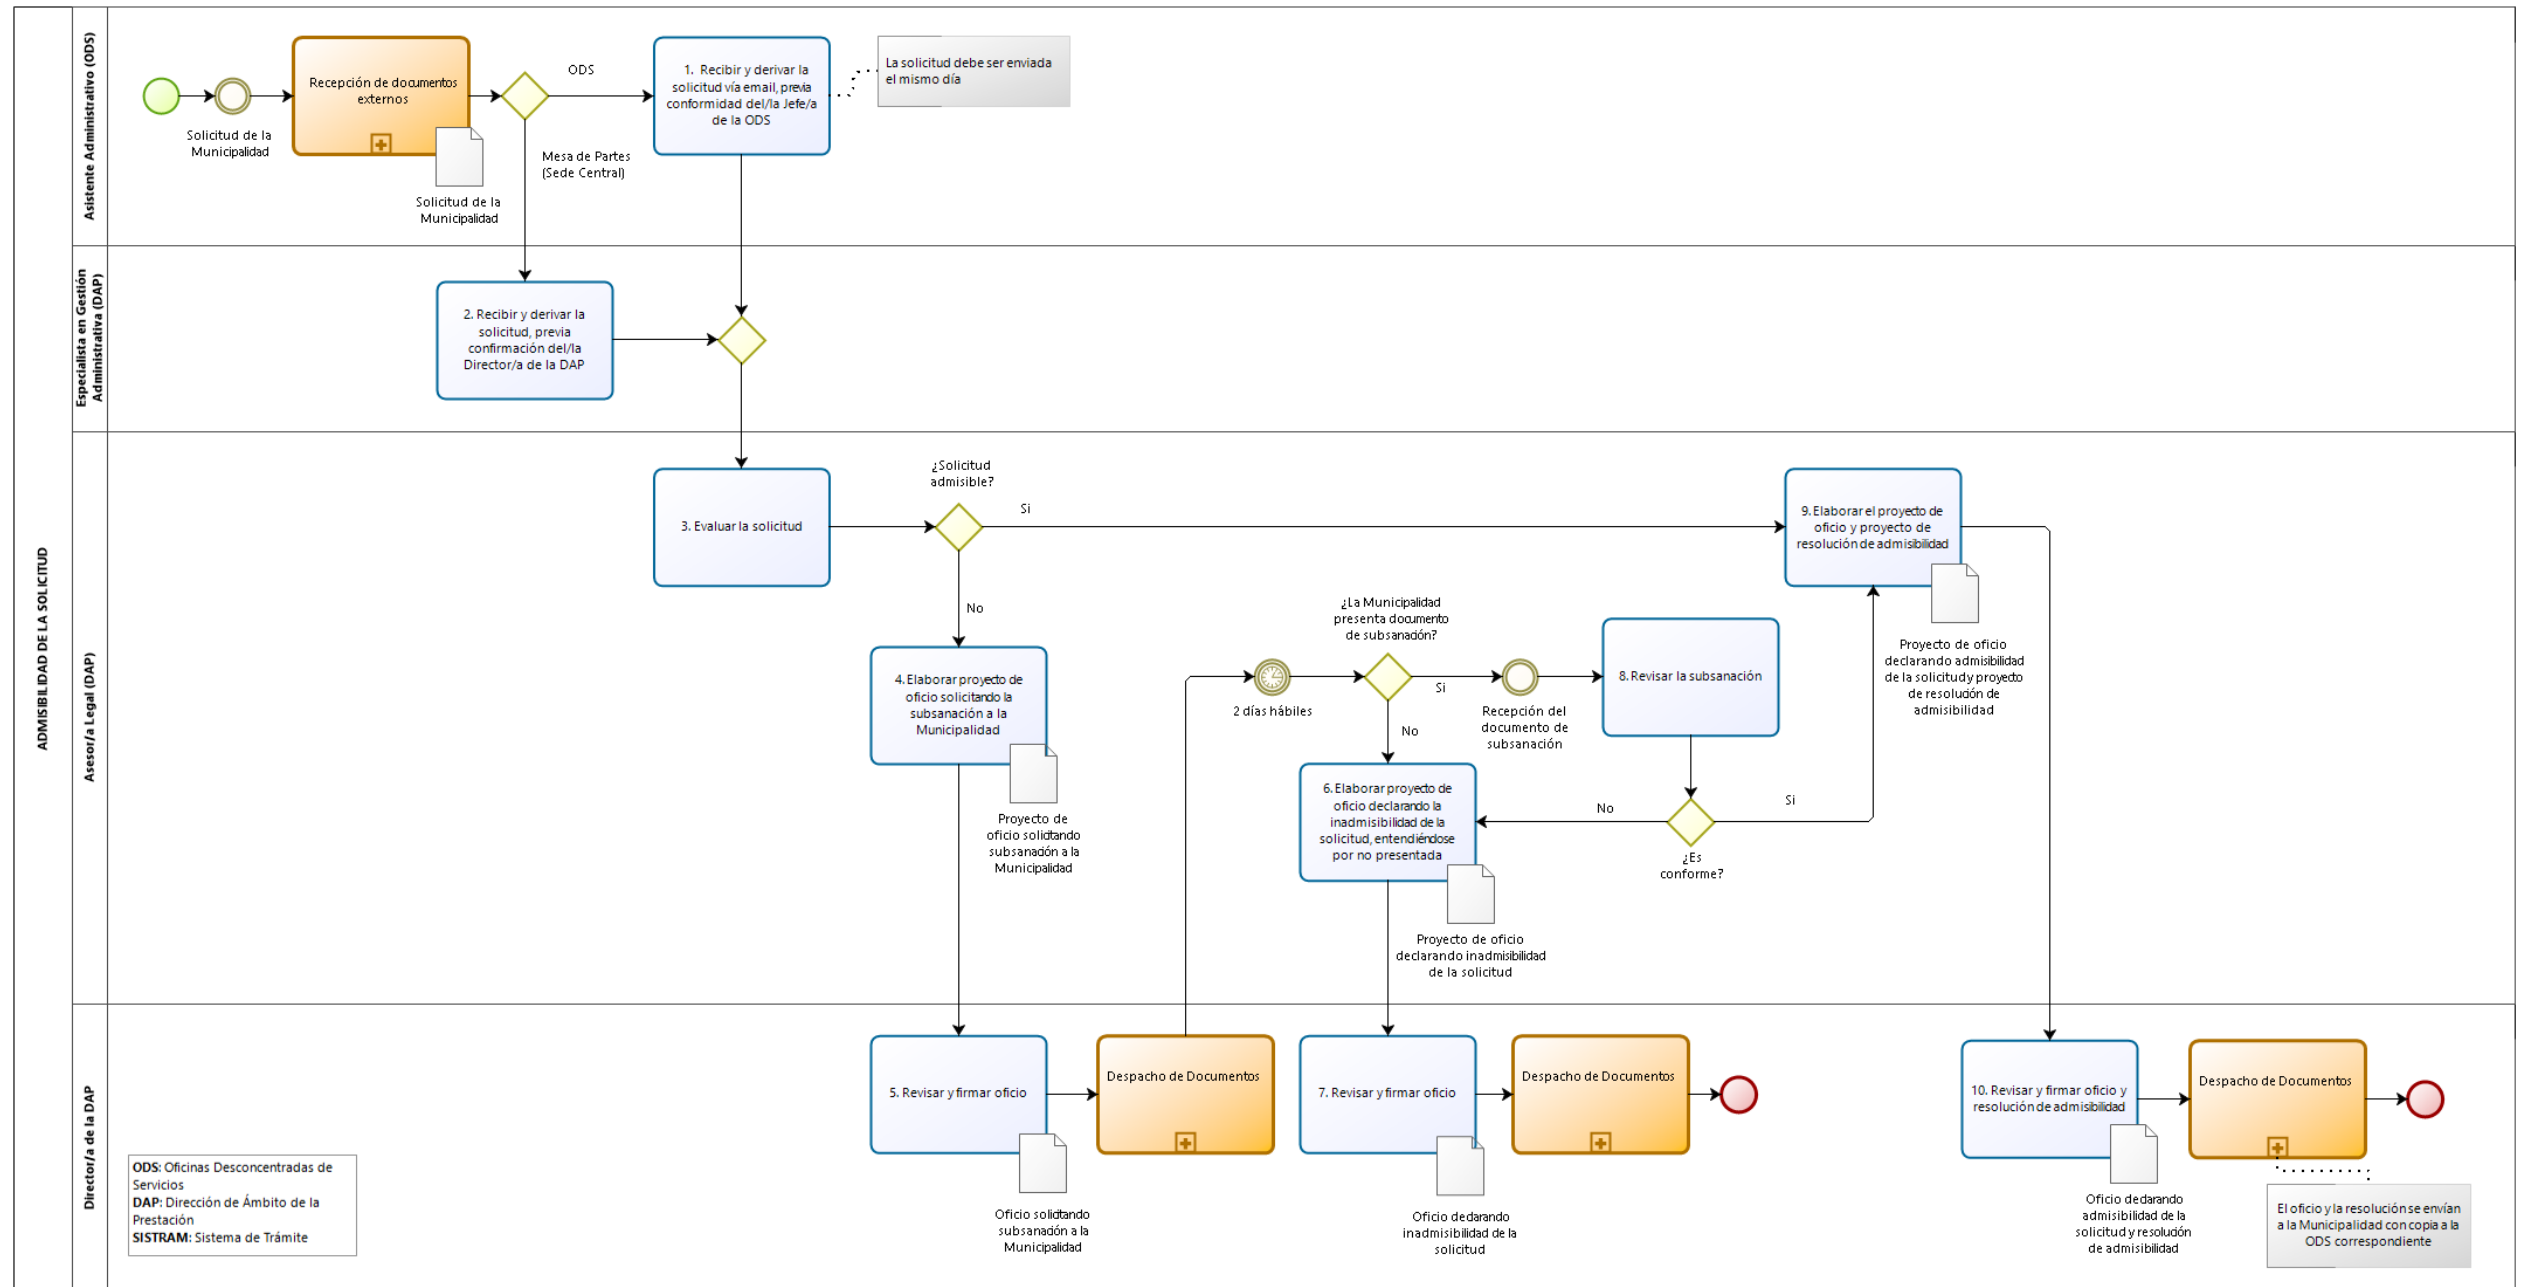 ADMISIBILIDAD DE LA SOLICITUD
Asistente Administrativo (ODS)
Solicitud de la
Municipalidad
Recepción de documentos
externos
Solicitud de la
Municipalidad
ODS
Mesa de Partes
(Sede Central)
1. Recibir y derivar la
solicitud vía email, previa
conformidad del/la Jefe/a
de la ODS
La solicitud debe ser enviada
el mismo día
Especialista en Gestión
Administrativa (DAP)
2. Recibir y derivar la
solicitud, previa
confirmación del/la
Director/a de la DAP
Asesor/a Legal (DAP)
3. Evaluar la solicitud
¿Solicitud
admisible?
Si
No
4. Elaborar proyecto de
oficio solicitando la
subsanación a la
Municipalidad
Proyecto de
oficio solicitando
subsanación a la
Municipalidad
2 días hábiles
¿La Municipalidad
presenta documento
de subsanación?
Si
No
Recepción del
documento de
subsanación
8. Revisar la subsanación
6. Elaborar proyecto de
oficio declarando la
inadmisibilidad de la
solicitud, entendiéndose
por no presentada
Proyecto de oficio
declarando inadmisibilidad
de la solicitud
No
Si
¿Es
conforme?
9. Elaborar el proyecto de
oficio y proyecto de
resolución de admisibilidad
Proyecto de oficio
declarando admisibilidad
de la solicitud y proyecto
de resolución de
admisibilidad
Director/a de la DAP
5. Revisar y firmar oficio
Oficio solicitando
subsanación a la
Municipalidad
Despacho de Documentos
7. Revisar y firmar oficio
Oficio declarando
inadmisibilidad de la
solicitud
Despacho de Documentos
10. Revisar y firmar oficio y
resolución de admisibilidad
Oficio declarando
admisibilidad de la
solicitud y resolución
de admisibilidad
Despacho de Documentos
El oficio y la resolución se envían
a la Municipalidad con copia a la
ODS correspondiente
ODS: Oficinas Desconcentradas de
Servicios
DAP: Dirección de Ámbito de la
Prestación
SISTRAM: Sistema de Trámite